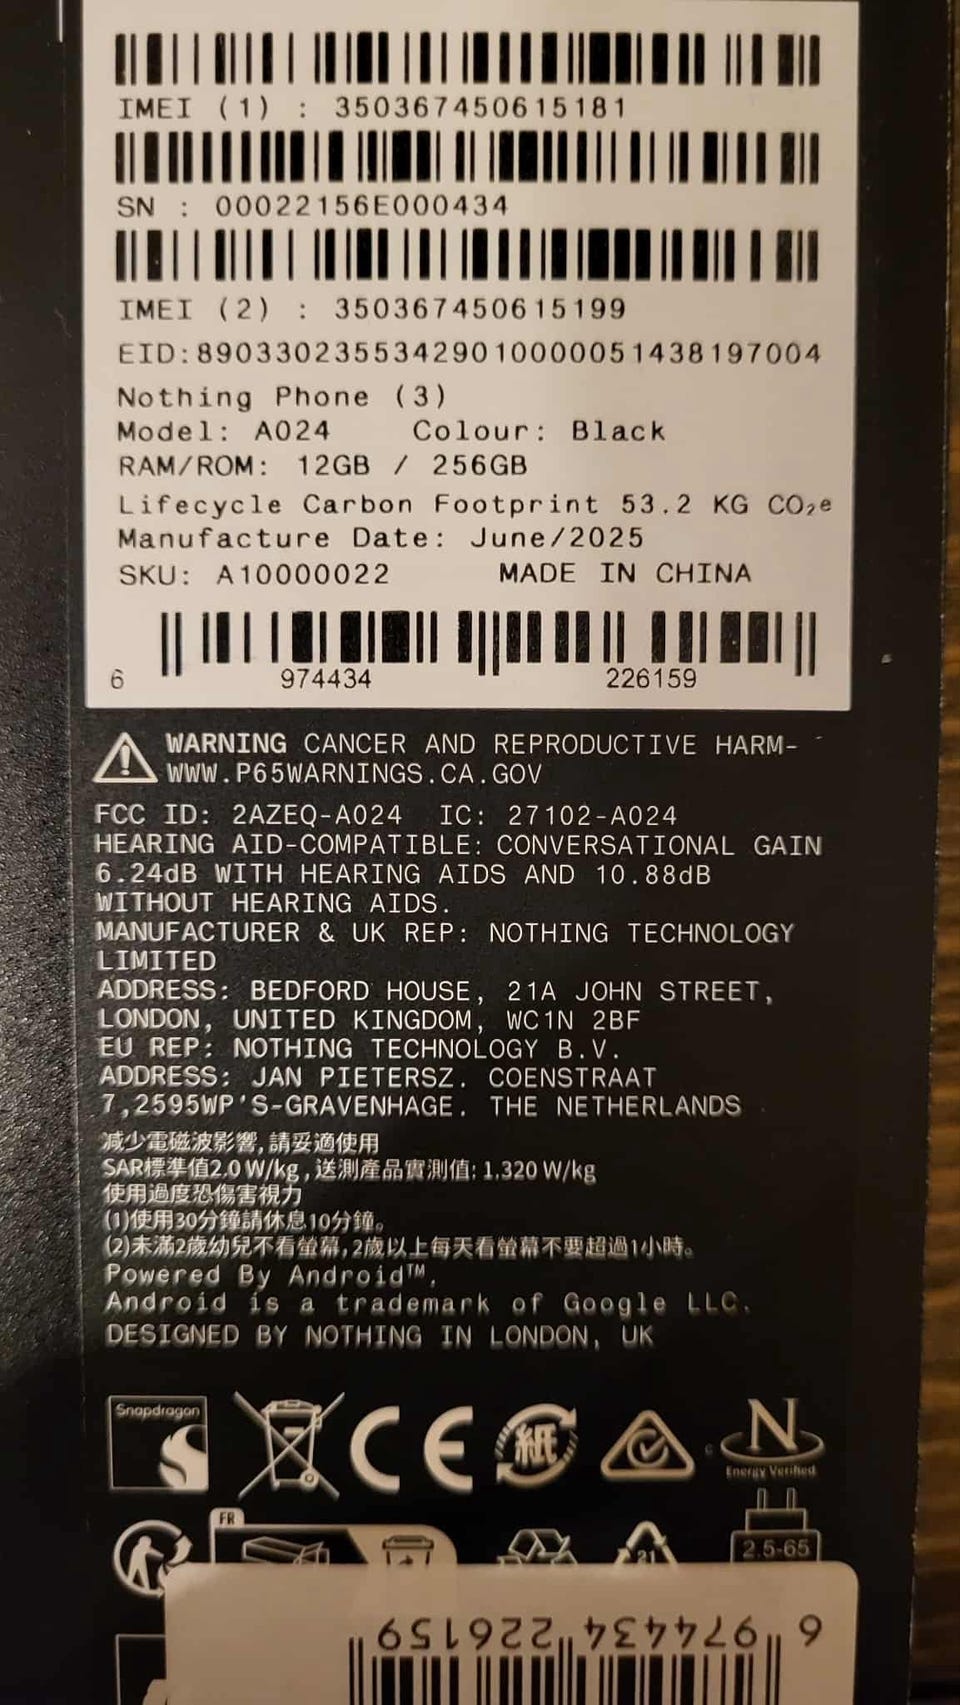 IMEI (1) : 350367450615181
SN : 00022156E000434
IMEI (2) : 350367450615199
EID:89033023553429010000051438197004
Nothing Phone (3)
Model: A024 Colour: Black
RAM/ROM: 12GB / 256GB
Lifecycle Carbon Footprint 53.2 KG CO₂e
Manufacture Date: June/2025
SKU: A10000022 MADE IN CHINA
6 974434 226159
WARNING CANCER AND REPRODUCTIVE HARM-
WWW.P65WARNINGS.CA.GOV
FCC ID: 2AZEQ-A024 IC: 27102-A024
HEARING AID-COMPATIBLE: CONVERSATIONAL GAIN
6.24dB WITH HEARING AIDS AND 10.88dB
WITHOUT HEARING AIDS.
MANUFACTURER & UK REP: NOTHING TECHNOLOGY
LIMITED
ADDRESS: BEDFORD HOUSE, 21A JOHN STREET,
LONDON, UNITED KINGDOM, WC1N 2BF
EU REP: NOTHING TECHNOLOGY B.V.
ADDRESS: JAN PIETERSZ. COENSTRAAT
7,2595WP'S-GRAVENHAGE. THE NETHERLANDS
減少電磁波影響,請妥適使用
SAR標準值2.0 W/kg,送測產品實測值: 1.320 W/kg
使用過度恐傷害視力
(1)使用30分鐘請休息10分鐘。
(2)未滿2歲幼兒不看螢幕,2歲以上每天看螢幕不要超過1小時。
Powered By Android™.
Android is a trademark of Google LLC.
DESIGNED BY NOTHING IN LONDON, UK
Snapdragon
CE
紙
N
Energy Verified
FR
21
2.5-65
6 974434 226159